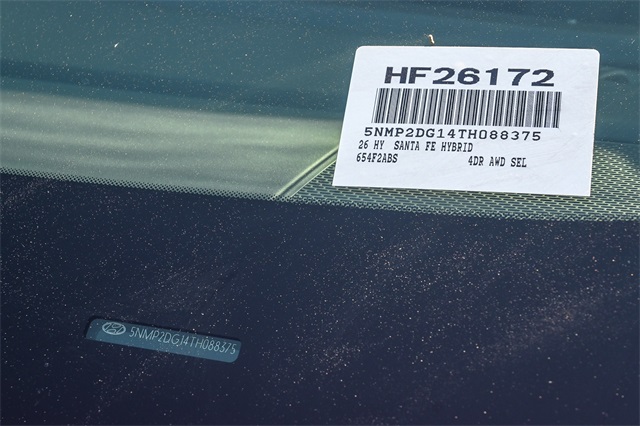 HF26172
5NMP2DG14TH088375
26 HY SANTA FE HYBRID
654F2ABS 4DR AWD SEL
5NMP2DG14TH088375